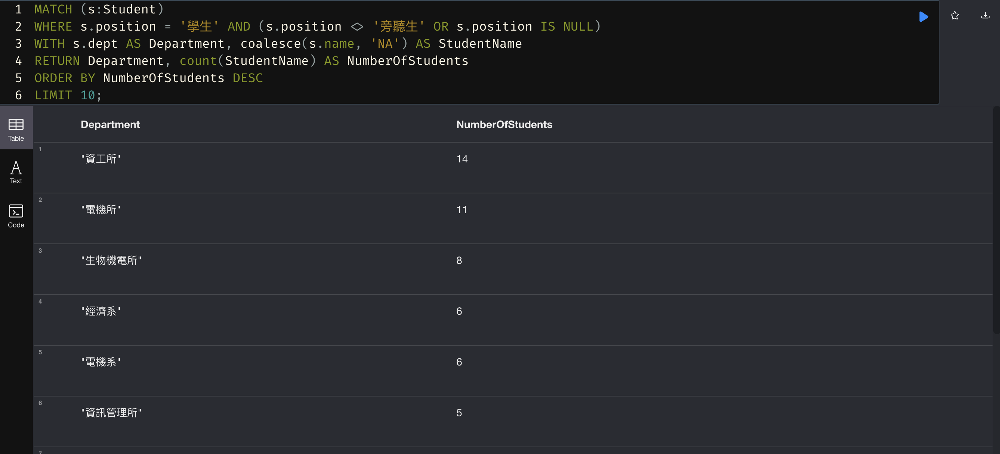 1 MATCH (s:Student)
2 WHERE s.position = '學生' AND (s.position <> '旁聽生' OR s.position IS NULL)
3 WITH s.dept AS Department, coalesce(s.name, 'NA') AS StudentName
4 RETURN Department, count(StudentName) AS NumberOfStudents
5 ORDER BY NumberOfStudents DESC
6 LIMIT 10;
Table
Text
Code
Department NumberOfStudents
1 "資工所" 14
2 "電機所" 11
3 "生物機電所" 8
4 "經濟系" 6
5 "電機系" 6
6 "資訊管理所" 5
7